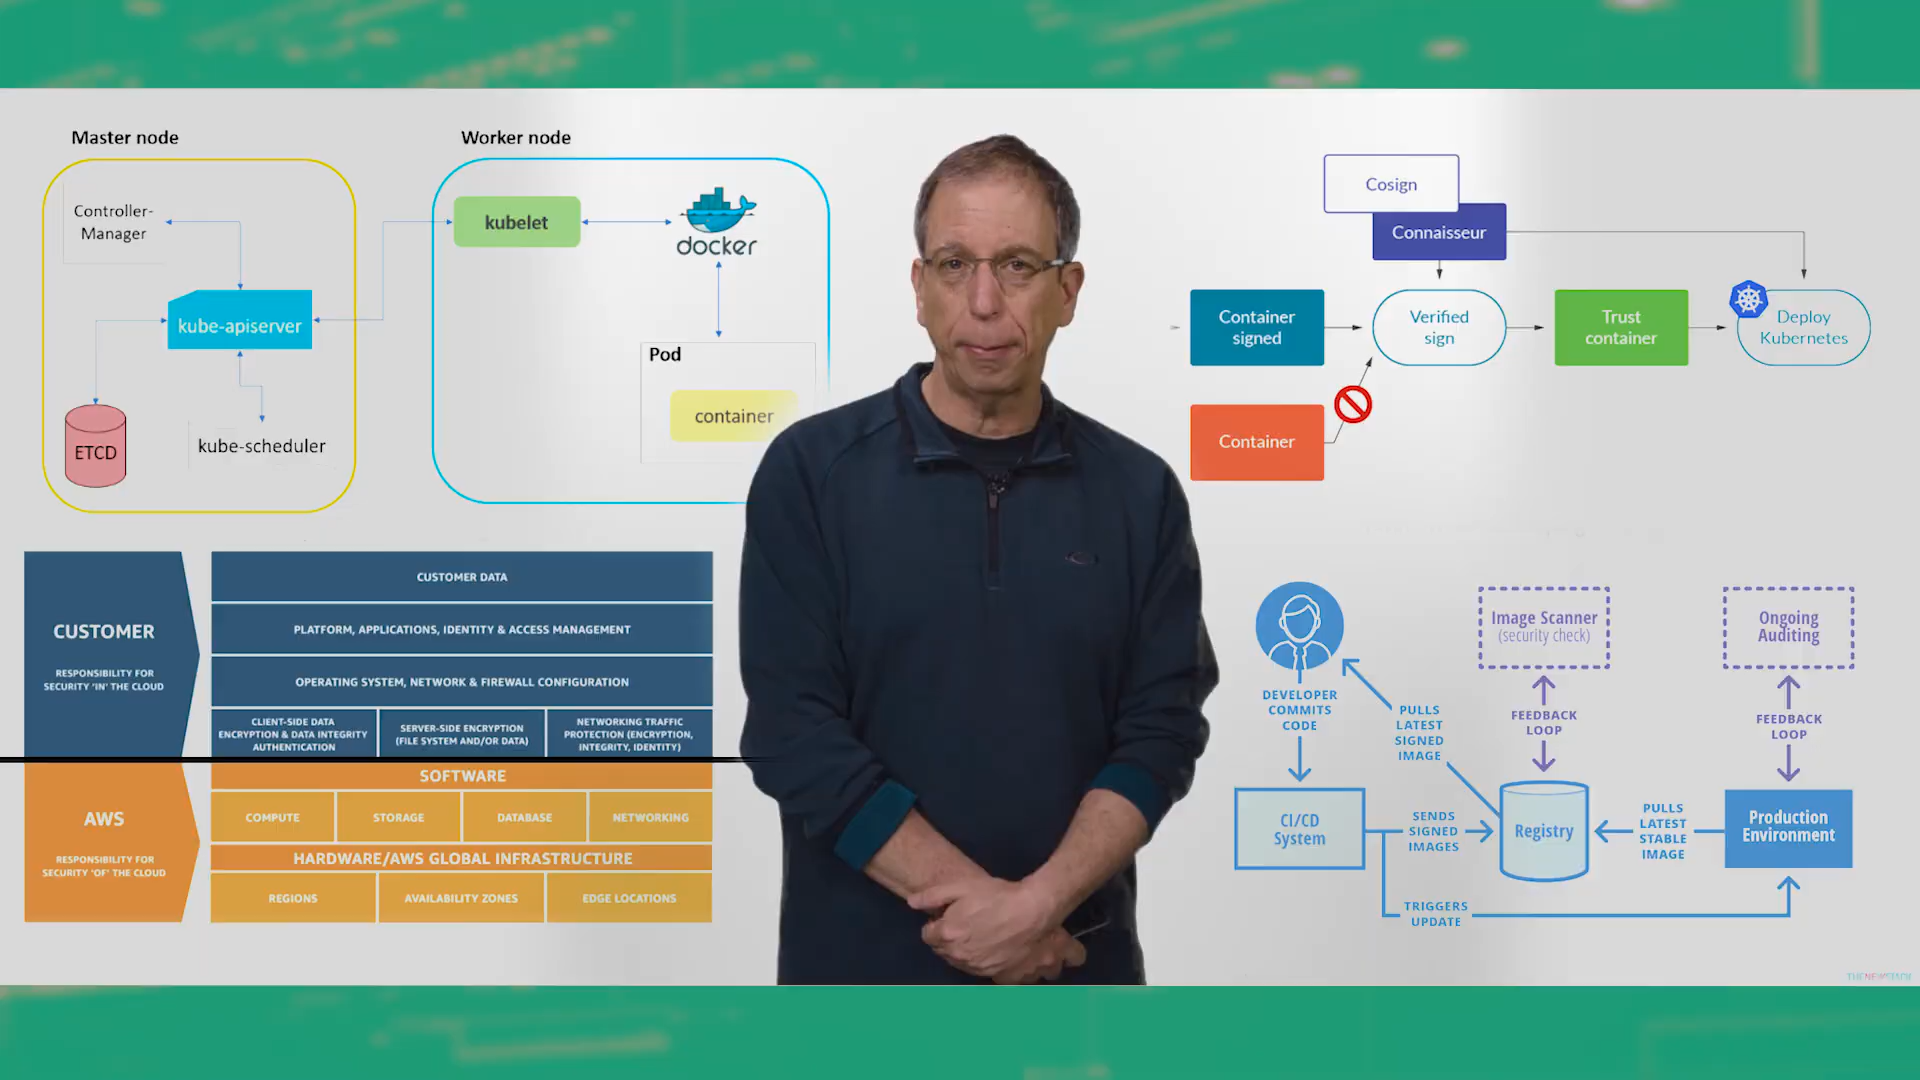 Master node
Controller-
Manager
kube-apiserver
ETCD
kube-scheduler
Worker node
kubelet
docker
Pod
container
Cosign
Connaisseur
Container
signed
Verified
sign
Trust
container
Deploy
Kubernetes
Container
CUSTOMER
RESPONSIBILITY FOR
SECURITY 'IN' THE CLOUD
CUSTOMER DATA
PLATFORM, APPLICATIONS, IDENTITY & ACCESS MANAGEMENT
OPERATING SYSTEM, NETWORK & FIREWALL CONFIGURATION
CLIENT-SIDE DATA
ENCRYPTION & DATA INTEGRITY
AUTHENTICATION
SERVER-SIDE ENCRYPTION
(FILE SYSTEM AND/OR DATA)
NETWORKING TRAFFIC
PROTECTION (ENCRYPTION,
INTEGRITY, IDENTITY)
AWS
RESPONSIBILITY FOR
SECURITY 'OF' THE CLOUD
SOFTWARE
COMPUTE
STORAGE
DATABASE
NETWORKING
HARDWARE/AWS GLOBAL INFRASTRUCTURE
REGIONS
AVAILABILITY ZONES
EDGE LOCATIONS
DEVELOPER
COMMITS
CODE
PULLS
LATEST
SIGNED
IMAGE
Image Scanner
(security check)
FEEDBACK
LOOP
Ongoing
Auditing
FEEDBACK
LOOP
CI/CD
System
SENDS
SIGNED
IMAGES
Registry
PULLS
LATEST
STABLE
IMAGE
Production
Environment
TRIGGERS
UPDATE
THENEWSTACK